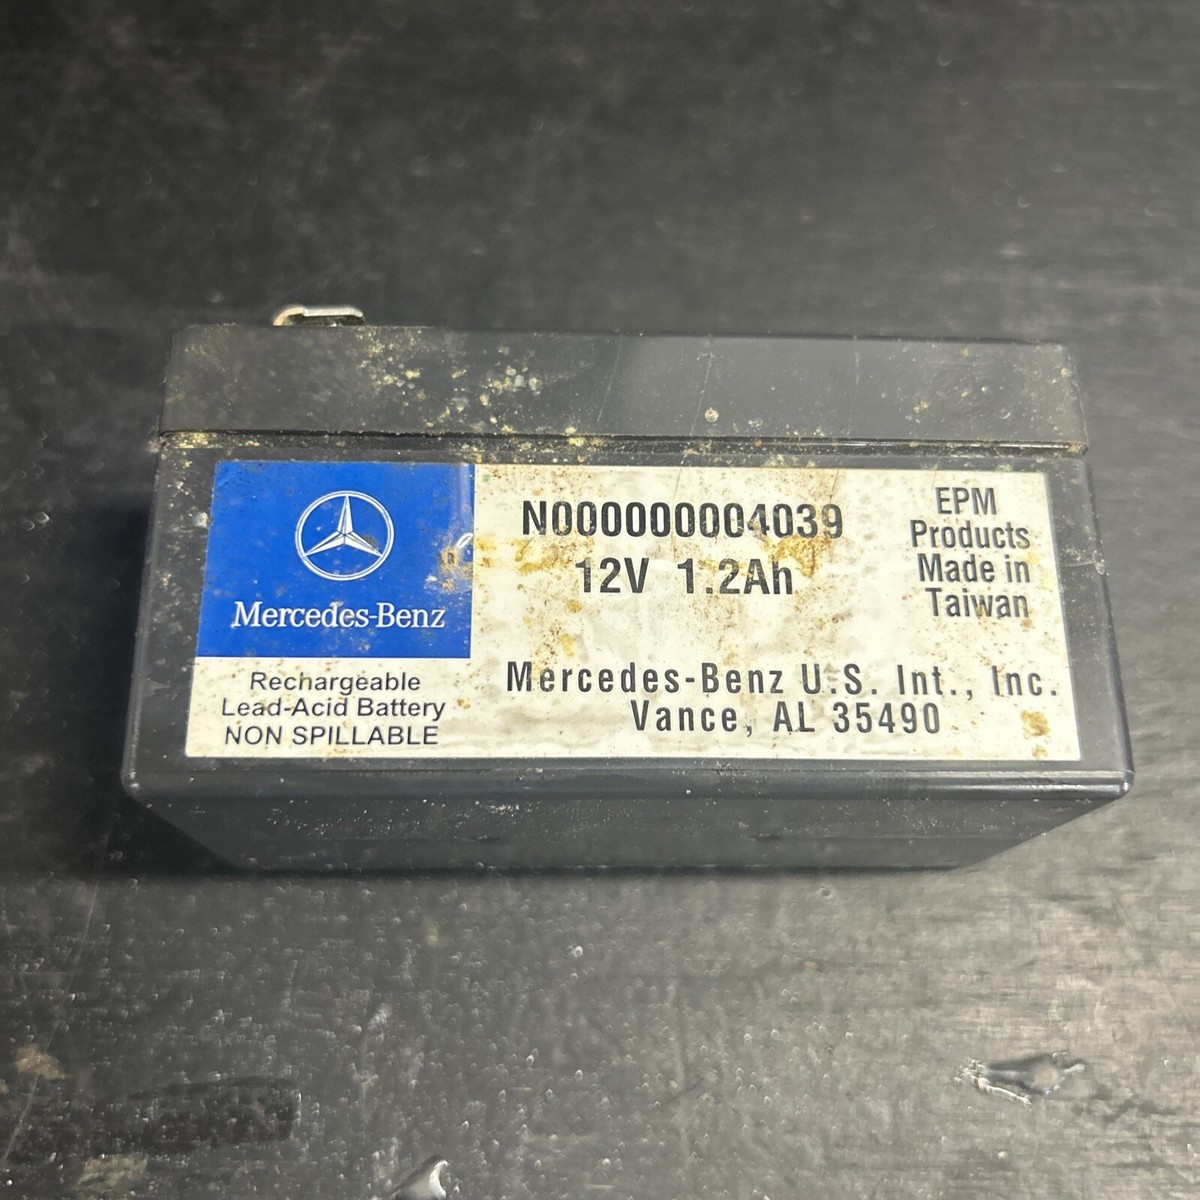 N000000004039
12V 1.2Ah
EPM
Products
Made in
Taiwan
Mercedes-Benz
Rechargeable
Lead-Acid Battery
NON SPILLABLE
Mercedes-Benz U.S. Int., Inc.
Vance, AL 35490